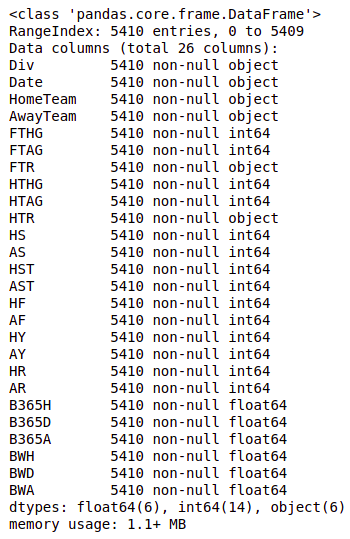 <class 'pandas.core.frame.DataFrame'>
RangeIndex: 5410 entries, 0 to 5409
Data columns (total 26 columns):
Div         5410 non-null object
Date        5410 non-null object
HomeTeam    5410 non-null object
AwayTeam    5410 non-null object
FTHG        5410 non-null int64
FTAG        5410 non-null int64
FTR         5410 non-null object
HTHG        5410 non-null int64
HTAG        5410 non-null int64
HTR         5410 non-null object
HS          5410 non-null int64
AS          5410 non-null int64
HST         5410 non-null int64
AST         5410 non-null int64
HF          5410 non-null int64
AF          5410 non-null int64
HY          5410 non-null int64
AY          5410 non-null int64
HR          5410 non-null int64
AR          5410 non-null int64
B365H       5410 non-null float64
B365D       5410 non-null float64
B365A       5410 non-null float64
BWH         5410 non-null float64
BWD         5410 non-null float64
BWA         5410 non-null float64
dtypes: float64(6), int64(14), object(6)
memory usage: 1.1+ MB